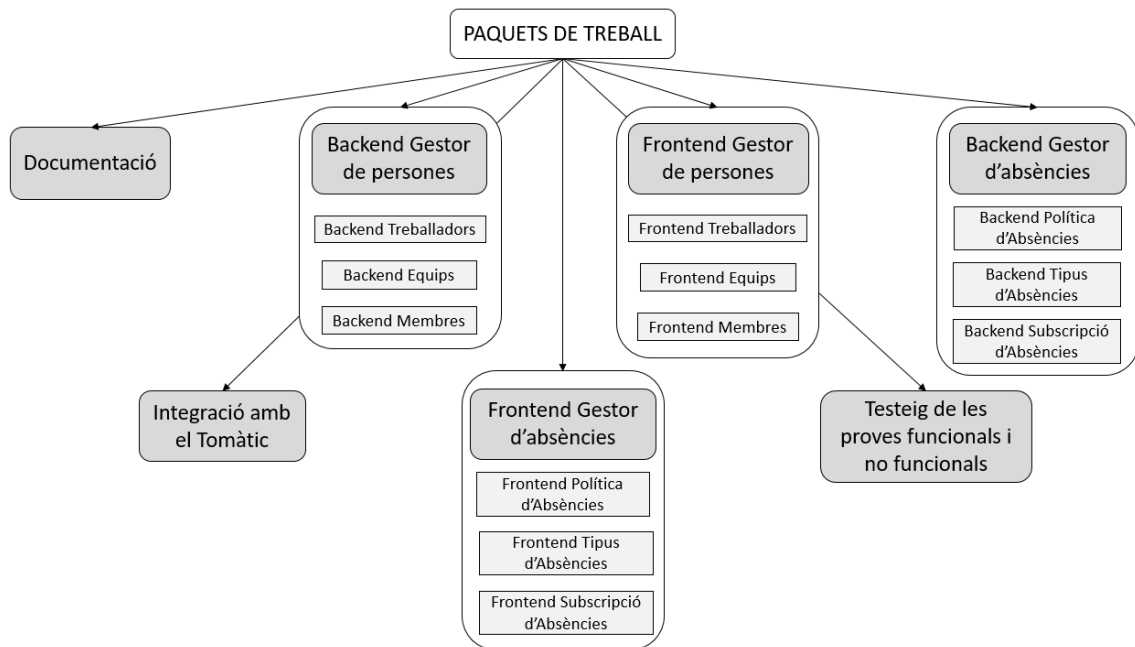 PAQUETS DE TREBALL
Documentació
Backend Gestor
de persones
Backend Treballadors
Backend Equips
Backend Membres
Frontend Gestor
de persones
Frontend Treballadors
Frontend Equips
Frontend Membres
Backend Gestor
d'absències
Backend Política
d'Absències
Backend Tipus
d'Absències
Backend Subscripció
d'Absències
Integració amb
el Tomàtic
Frontend Gestor
d'absències
Frontend Política
d'Absències
Frontend Tipus
d'Absències
Frontend Subscripció
d'Absències
Testeig de les
proves funcionals i
no funcionals